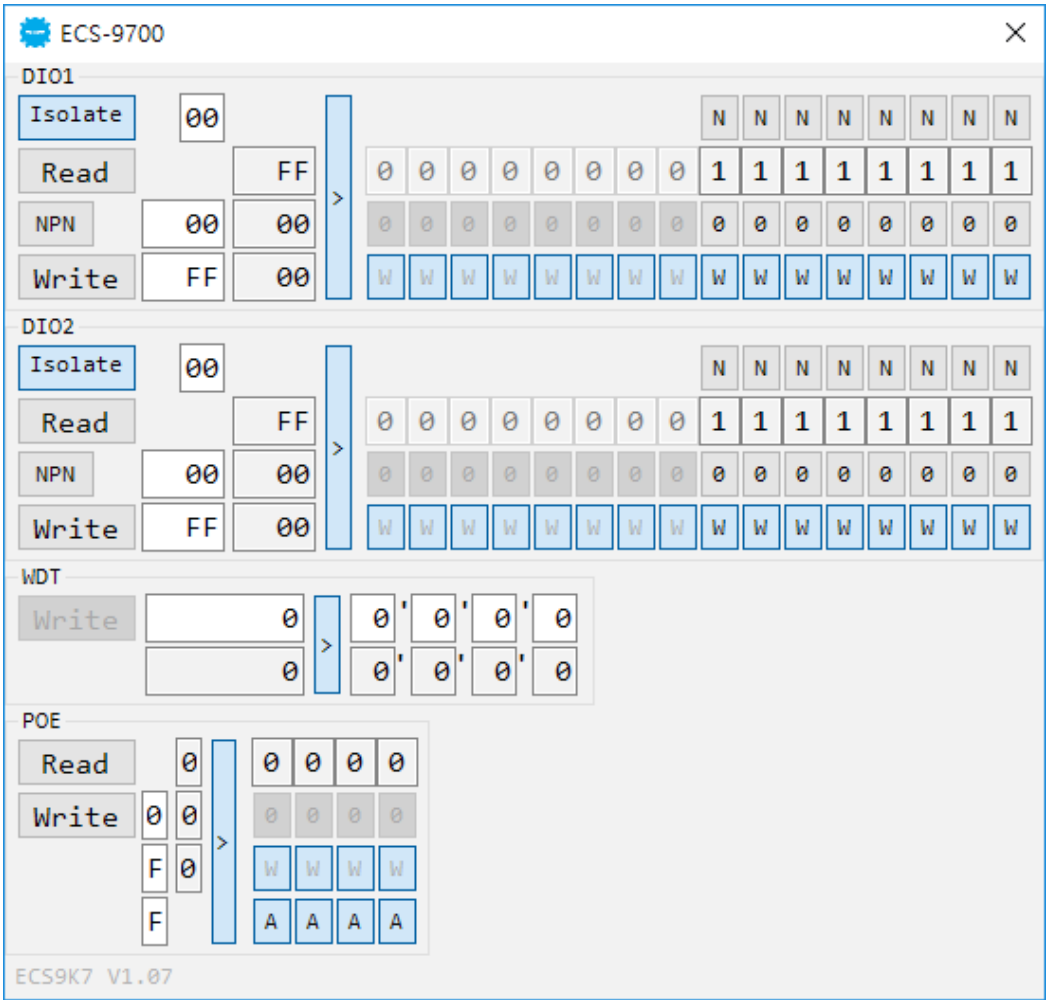 ECS-9700
DIO1
Isolate 00 N N N N N N N N
Read FF > 0 0 0 0 0 0 0 0 1 1 1 1 1 1 1 1
NPN 00 00 0 0 0 0 0 0 0 0 0 0 0 0 0 0 0 0
Write FF 00 W W W W W W W W W W W W W W W W
DIO2
Isolate 00 N N N N N N N N
Read FF > 0 0 0 0 0 0 0 0 1 1 1 1 1 1 1 1
NPN 00 00 0 0 0 0 0 0 0 0 0 0 0 0 0 0 0 0
Write FF 00 W W W W W W W W W W W W W W W W
WDT
Write 0 > 0 ' 0 ' 0 ' 0
0 0 ' 0 ' 0 ' 0
POE
Read 0 0 0 0 0
Write 0 0 > 0 0 0 0
F 0 W W W W
F A A A A
ECS9K7 V1.07